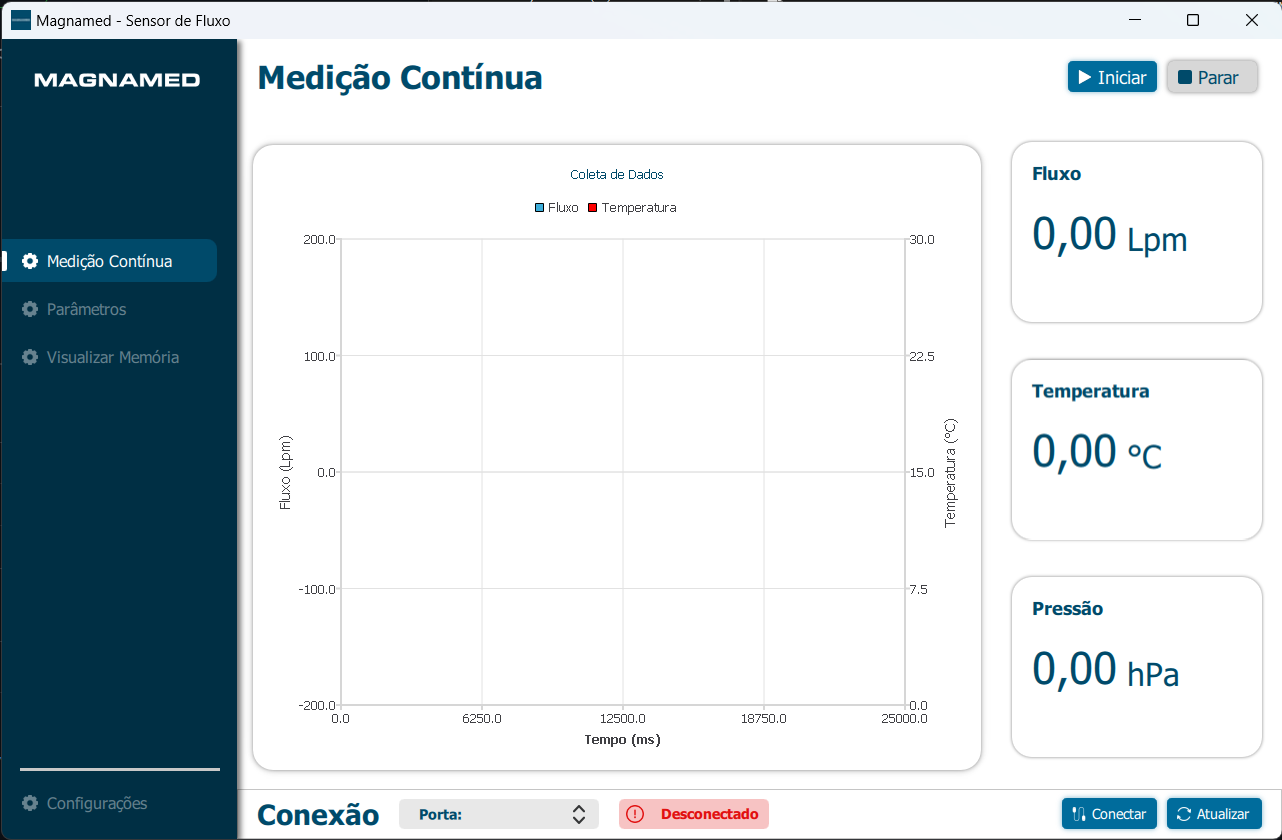 Magnamed - Sensor de Fluxo
MAGNAMED
Medição Contínua
Iniciar
Parar
Medição Contínua
Parâmetros
Visualizar Memória
Configurações
Coleta de Dados
Fluxo
Temperatura
200.0
100.0
0.0
-100.0
-200.0
Fluxo (Lpm)
30.0
22.5
15.0
7.5
0.0
Temperatura (°C)
0.0
6250.0
12500.0
18750.0
25000.0
Tempo (ms)
Fluxo
0,00 Lpm
Temperatura
0,00 °C
Pressão
0,00 hPa
Conexão
Porta:
Desconectado
Conectar
Atualizar